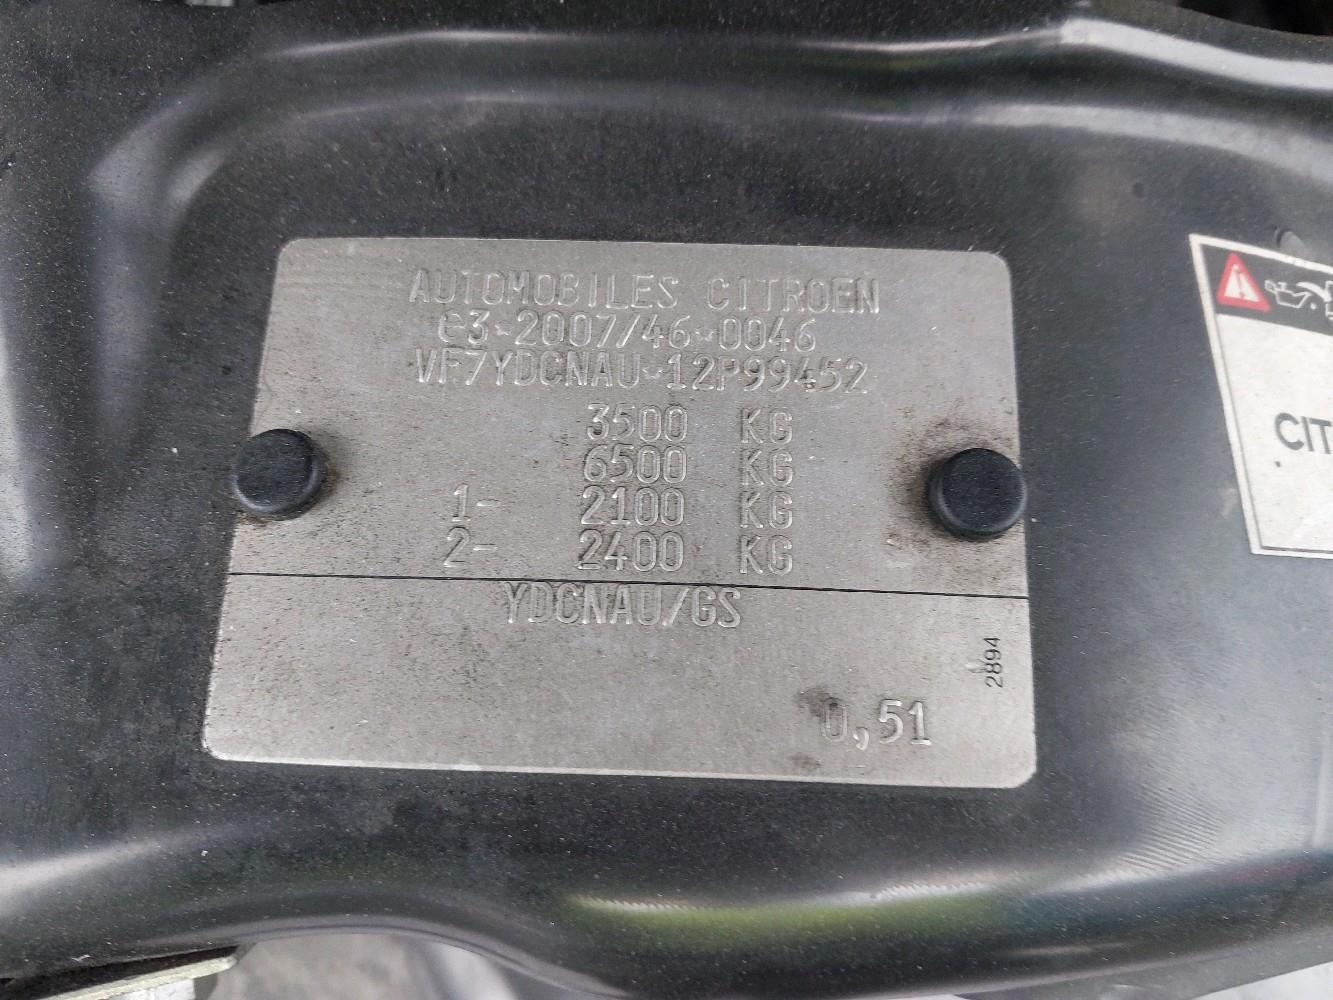 AUTOMOBILES CITROEN
e3*2007/46*0046
VF7YDCNAU*12P99452
3500 KG
6500 KG
1- 2100 KG
2- 2400 KG
YDCNAU/GS
2894
0,51
CIT